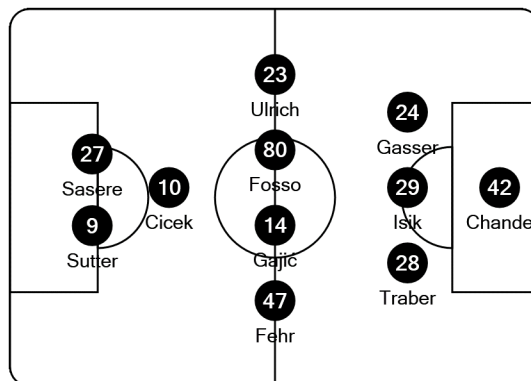 23
Ulrich
24
Gasser
27
Sasere
80
Fosso
10
Cicek
29
Isik
42
Chande
9
Sutter
14
Gajić
28
Traber
47
Fehr